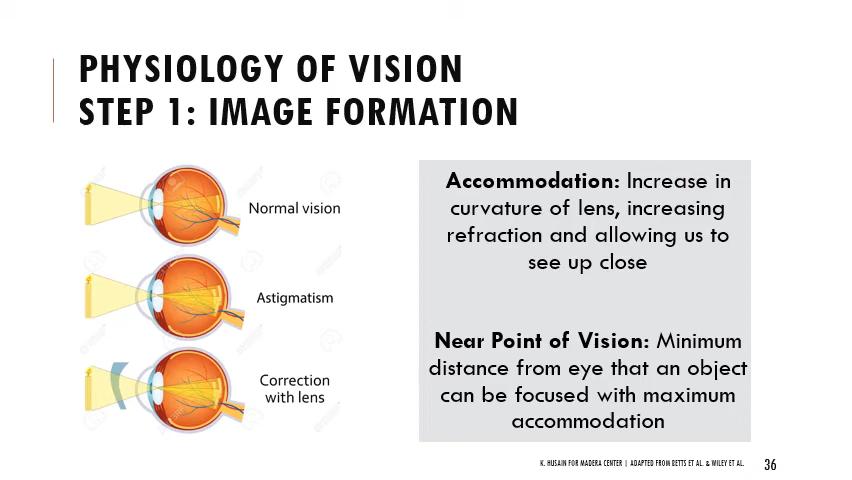 PHYSIOLOGY OF VISION
STEP 1: IMAGE FORMATION
Normal vision
Astigmatism
Correction
with lens
Accommodation: Increase in
curvature of lens, increasing
refraction and allowing us to
see up close
Near Point of Vision: Minimum
distance from eye that an object
can be focused with maximum
accommodation
K. HUSAIN FOR MADERA CENTER | ADAPTED FROM BETTS ET AL. & WILEY ET AL.
36